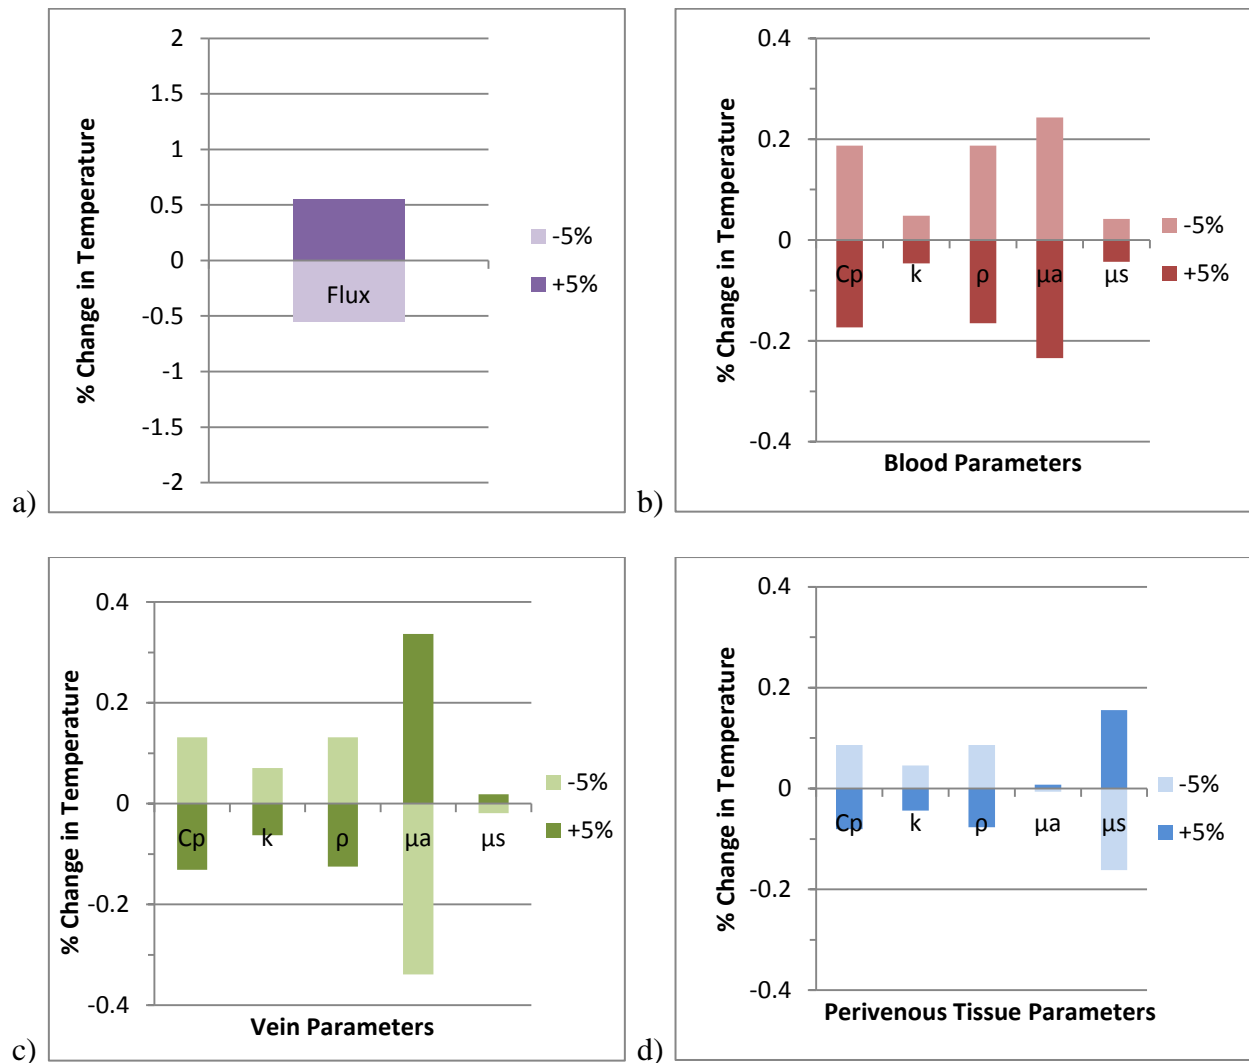 % Change in Temperature
2
1.5
1
0.5
0
-0.5
-1
-1.5
-2
Flux
-5%
+5%
a)
% Change in Temperature
0.4
0.2
0
-0.2
-0.4
Cp k ρ μa μs
Blood Parameters
-5%
+5%
b)
% Change in Temperature
0.4
0.2
0
-0.2
-0.4
Cp k ρ μa μs
Vein Parameters
-5%
+5%
c)
% Change in Temperature
0.4
0.2
0
-0.2
-0.4
Cp k ρ μa μs
Perivenous Tissue Parameters
-5%
+5%
d)